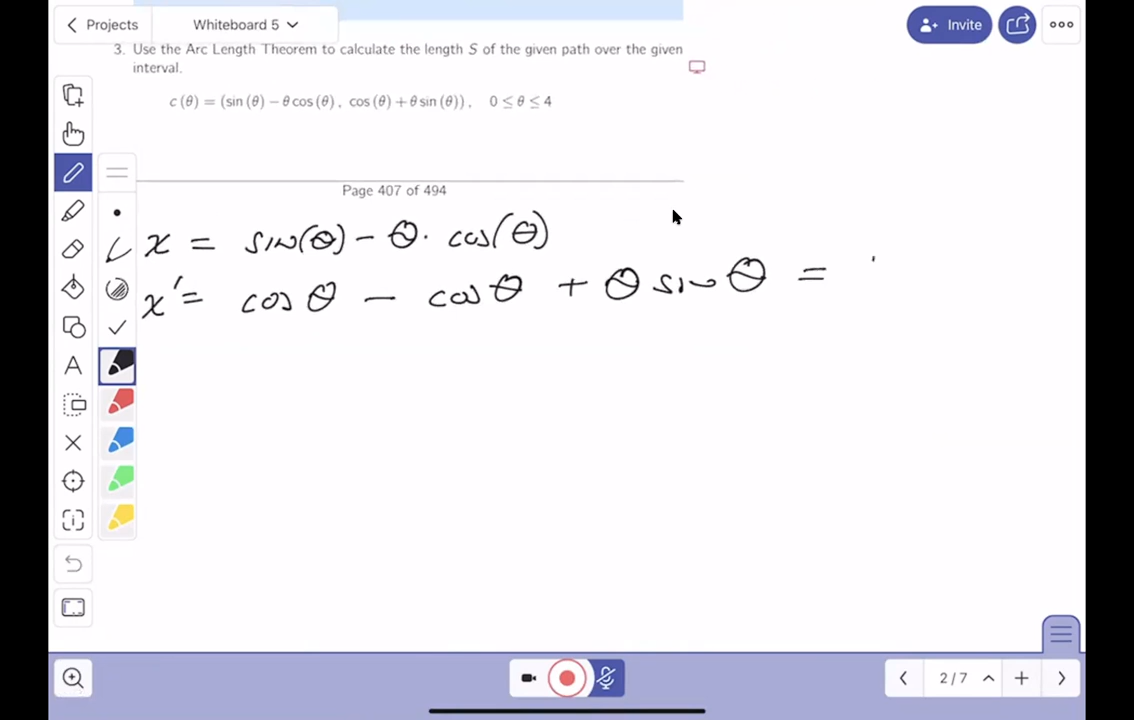 Projects
Whiteboard 5
Invite
3. Use the Arc Length Theorem to calculate the length S of the given path over the given
interval.
c (θ) = (sin (θ) − θ cos (θ) , cos (θ) + θ sin (θ)) , 0 ≤ θ ≤ 4
Page 407 of 494
x = sin(θ) − θ · cos(θ)
x' = cos θ − cos θ + θ sin θ =
A
2 / 7